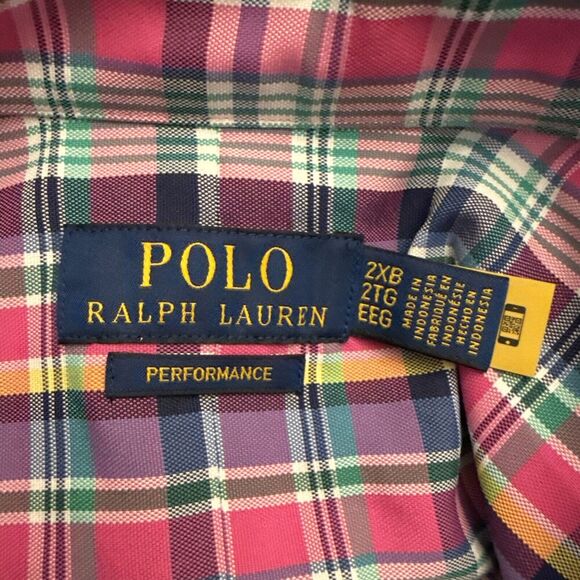 POLO
RALPH LAUREN
PERFORMANCE
2XB
2TG
EEG
MADE IN
INDONESIA
FABRIQUÉ EN
INDONÉSIE
HECHO EN
INDONESIA